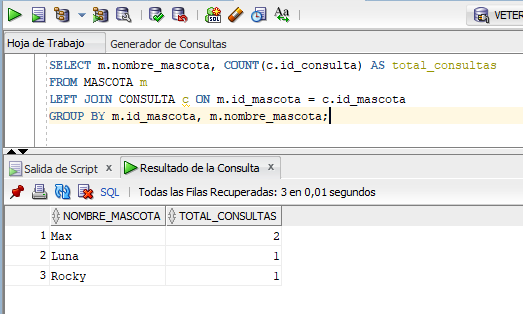 SQL
Aa
VETER
Hoja de Trabajo Generador de Consultas
SELECT m.nombre_mascota, COUNT(c.id_consulta) AS total_consultas
FROM MASCOTA m
LEFT JOIN CONSULTA c ON m.id_mascota = c.id_mascota
GROUP BY m.id_mascota, m.nombre_mascota;
Salida de Script x Resultado de la Consulta x
SQL | Todas las Filas Recuperadas: 3 en 0,01 segundos
NOMBRE_MASCOTA TOTAL_CONSULTAS
1 Max 2
2 Luna 1
3 Rocky 1